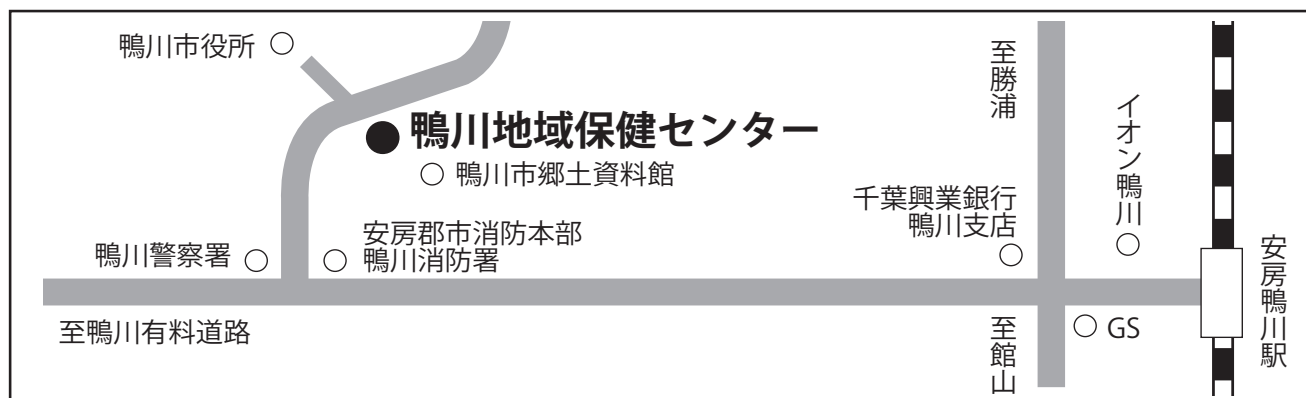 鴨川市役所
鴨川地域保健センター
鴨川市郷土資料館
鴨川警察署
安房郡市消防本部
鴨川消防署
至鴨川有料道路
至勝浦
千葉興業銀行
鴨川支店
イオン鴨川
至館山
GS
安房鴨川駅